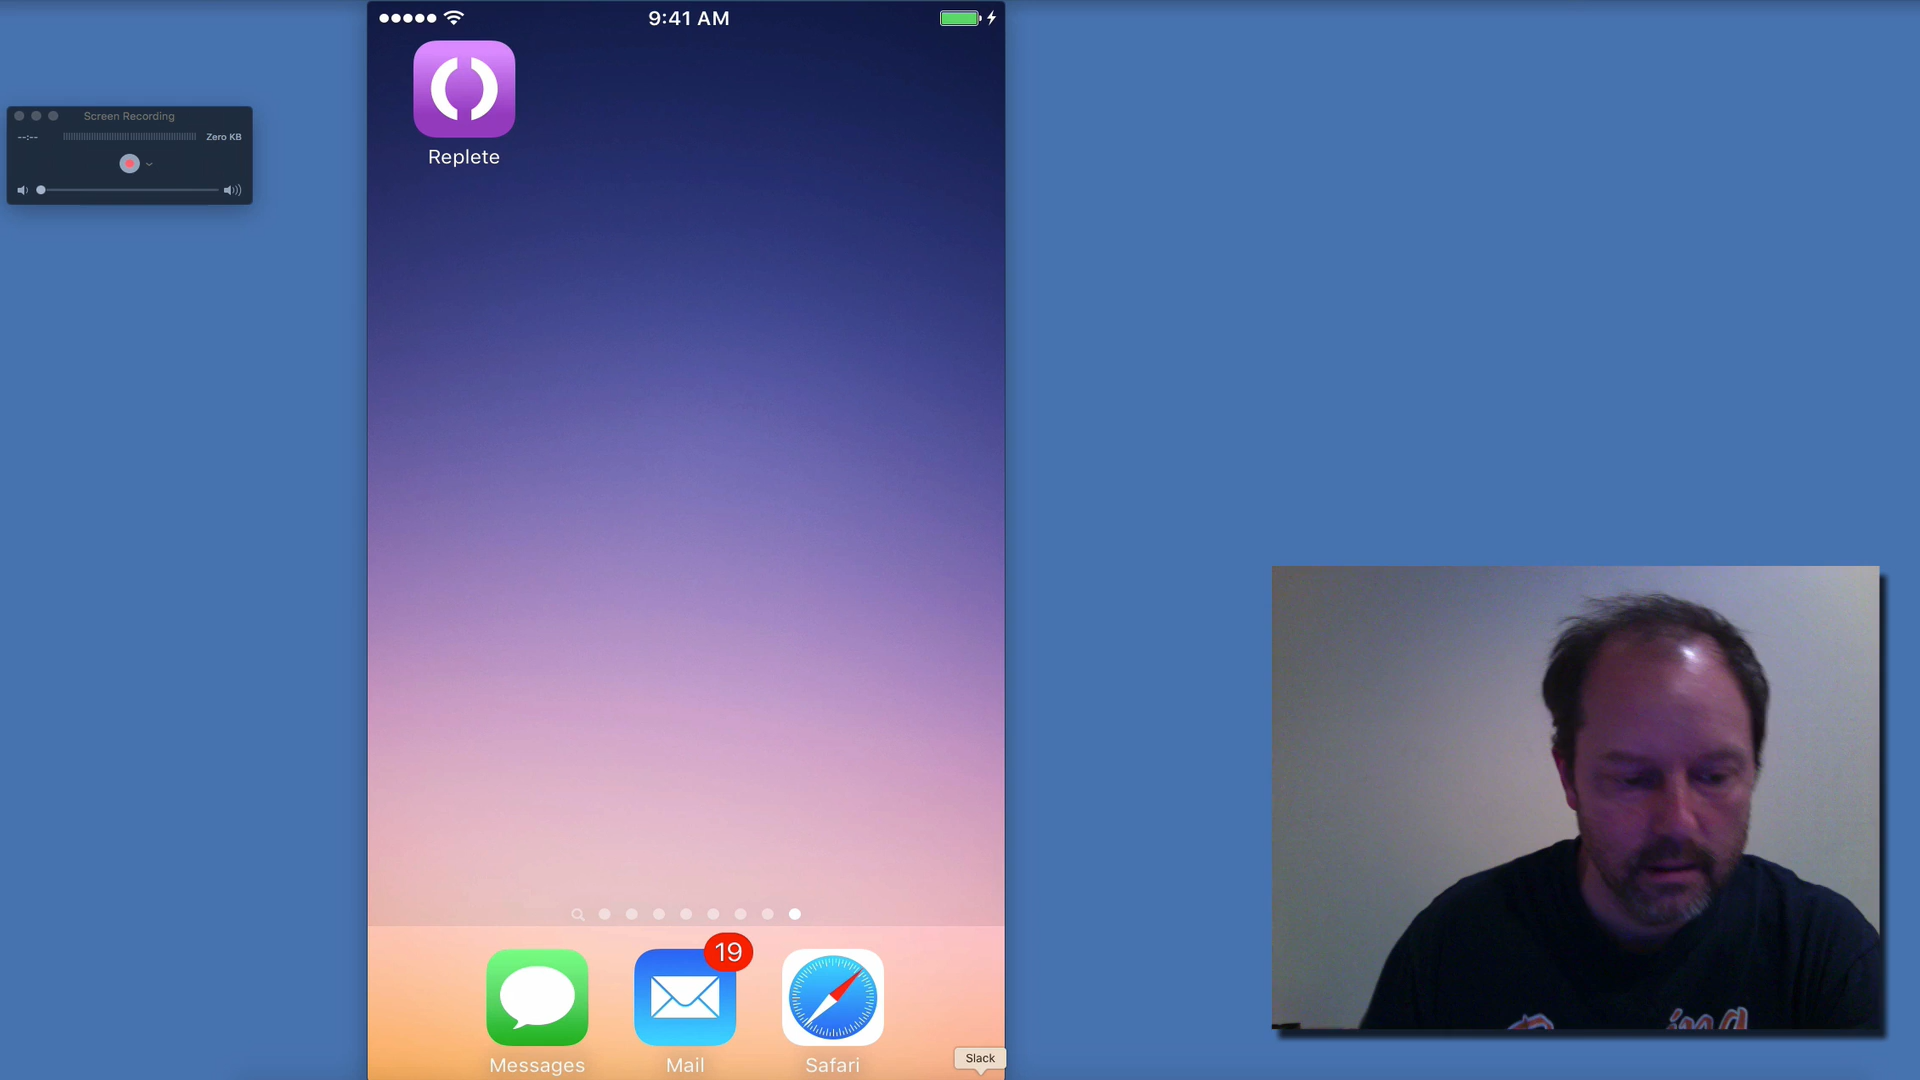 9:41 AM
Replete
Screen Recording
--:--
Zero KB
19
Messages
Mail
Safari
Slack